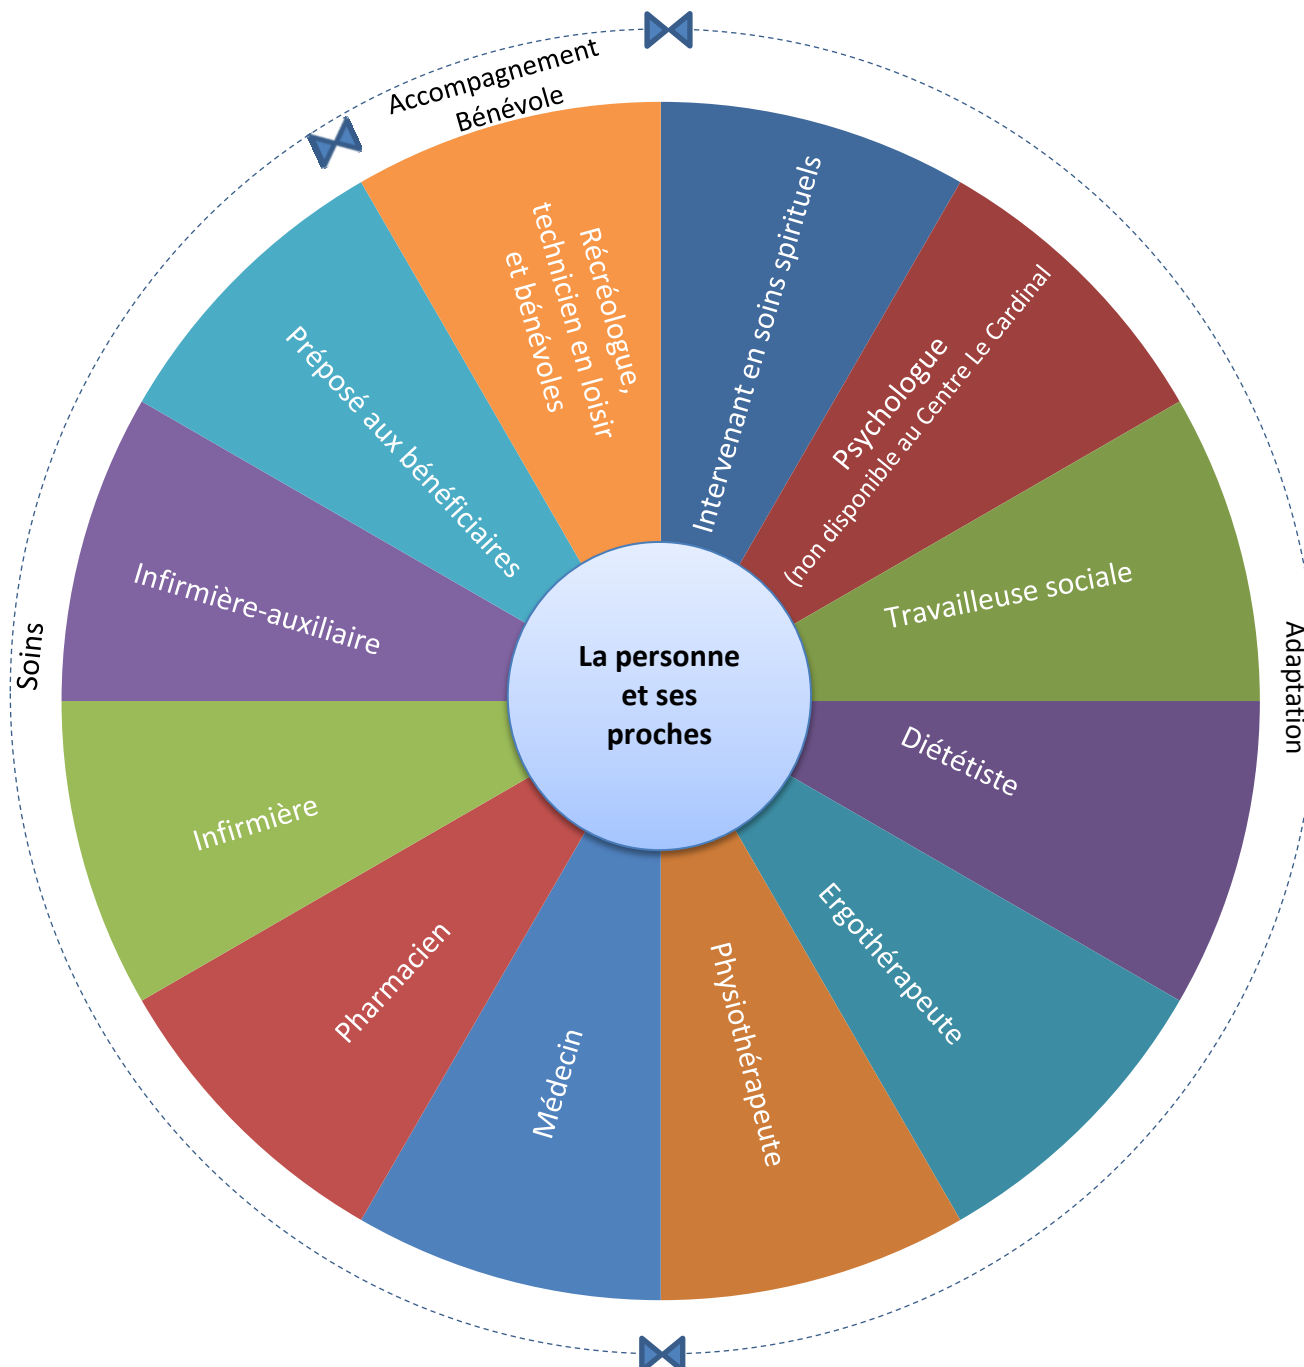 Accompagnement
Bénévole
Intervenant en soins spirituels
Psychologue
(non disponible au Centre Le Cardinal
Travailleuse sociale
Adaptation
Diététiste
Ergothérapeute
Physiothérapeute
Médecin
Pharmacien
Infirmière
Soins
Infirmière-auxiliaire
Préposé aux bénéficiaires
Récréologue,
technicien en loisir
et bénévoles
La personne
et ses
proches